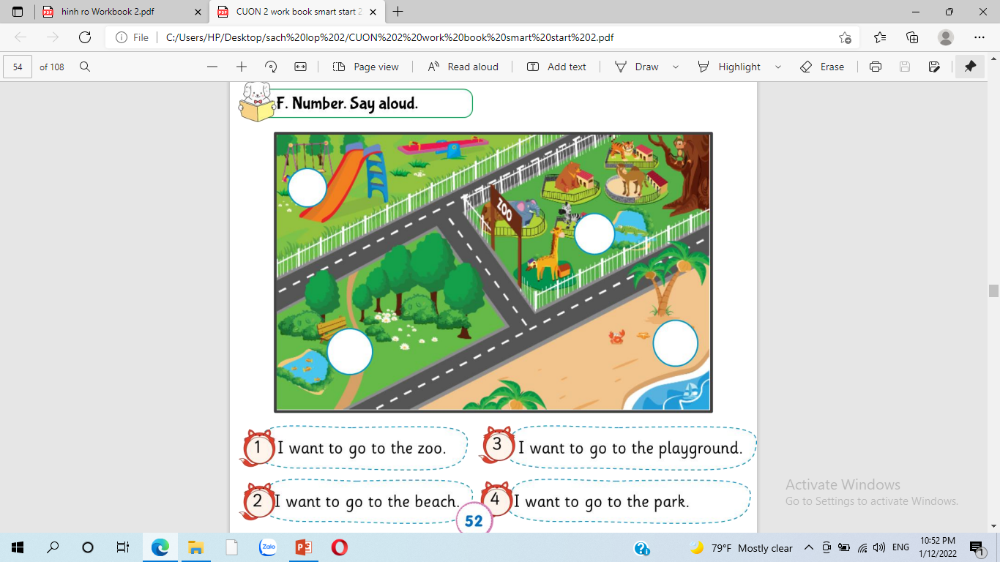 hinh ro Workbook 2.pdf
CUON 2 work book smart start 2
File C:/Users/HP/Desktop/sach%20lop%202/CUON%202%20work%20book%20smart%20start%202.pdf
54 of 108 Page view Read aloud Add text Draw Highlight Erase
F. Number. Say aloud.
ZOO
1 I want to go to the zoo.
3 I want to go to the playground.
2 I want to go to the beach.
4 I want to go to the park.
52
Activate Windows
Go to Settings to activate Windows.
Zalo
79°F Mostly clear ENG 10:52 PM
1/12/2022
1